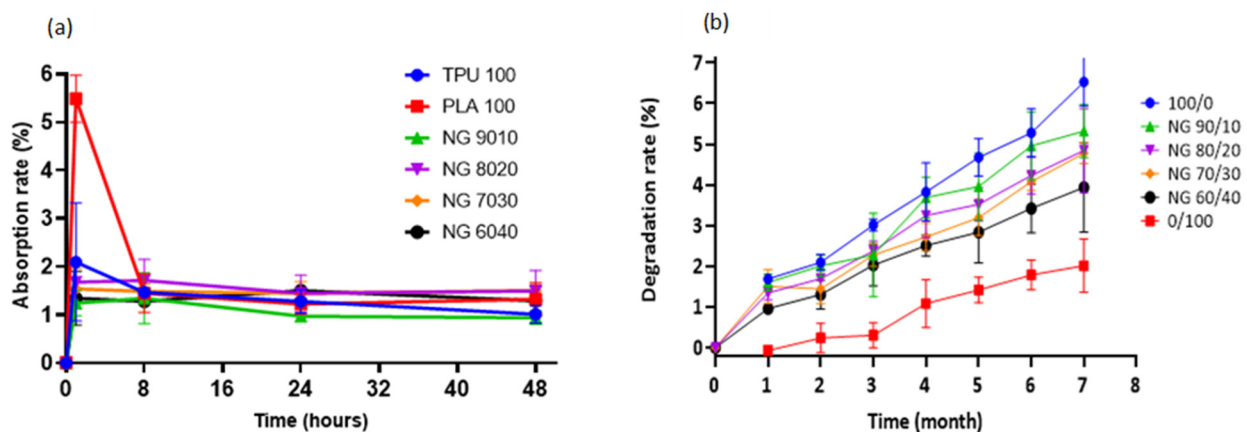 (a)
Absorption rate (%)
6
5
4
3
2
1
0
0 8 16 24 32 40 48
Time (hours)
TPU 100
PLA 100
NG 9010
NG 8020
NG 7030
NG 6040
(b)
Degradation rate (%)
7
6
5
4
3
2
1
0
0 1 2 3 4 5 6 7 8
Time (month)
100/0
NG 90/10
NG 80/20
NG 70/30
NG 60/40
0/100